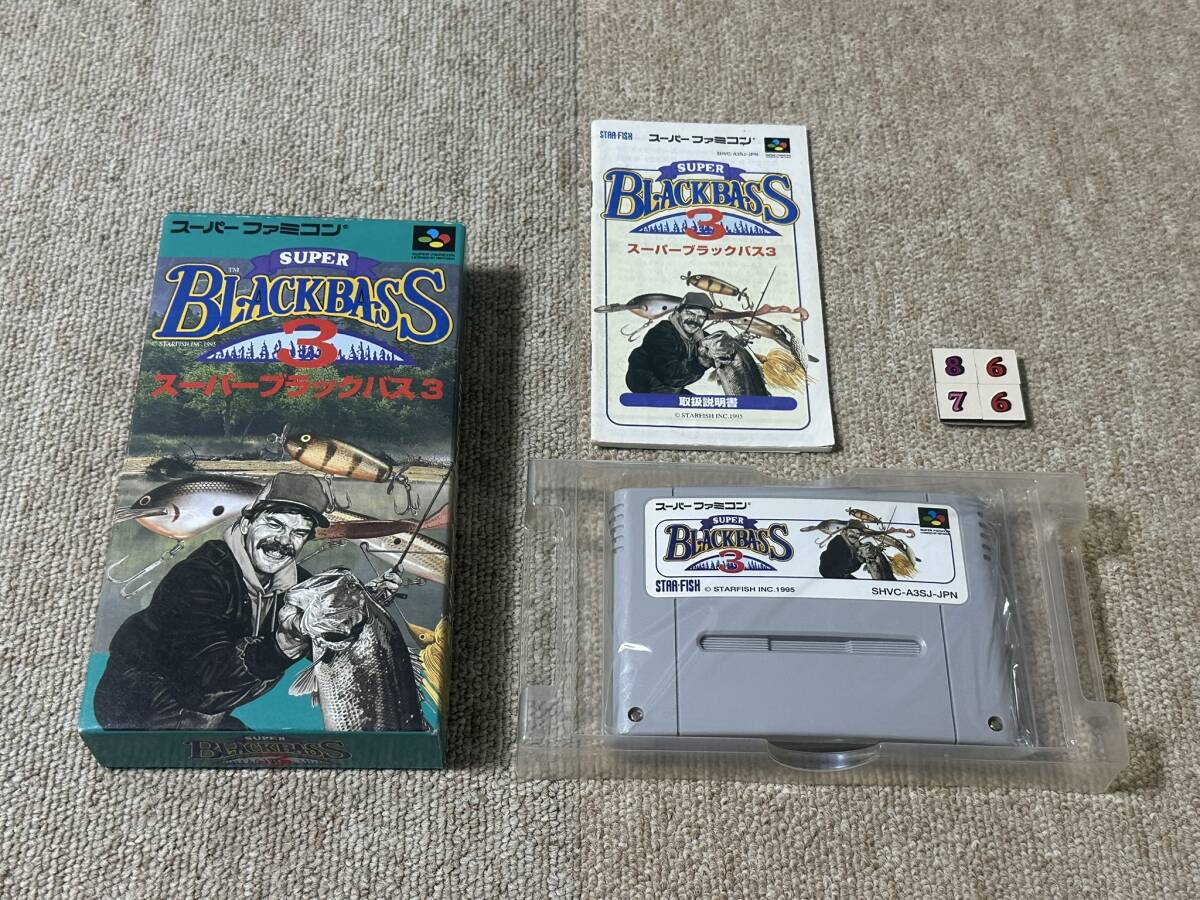 スーパーファミコン®
SUPER
BLACKBASS™
3
© STARFISH INC. 1995
スーパーブラックバス3
SUPER
BLACKBASS
3
STAR-FISH
スーパーファミコン®
SHVC-A3SJ-JPN
SUPER
BLACKBASS
3
スーパーブラックバス3
取扱説明書
© STARFISH INC. 1995
8 6
7 6
スーパーファミコン®
SUPER
BLACKBASS
3
STAR-FISH
© STARFISH INC. 1995
SHVC-A3SJ-JPN